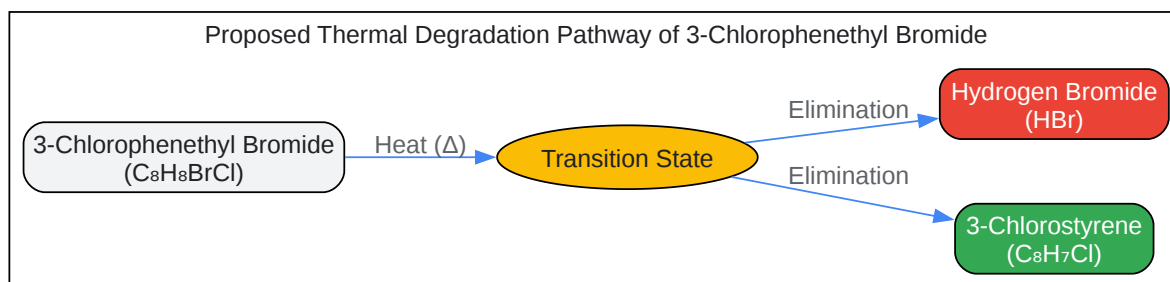 Proposed Thermal Degradation Pathway of 3-Chlorophenethyl Bromide
3-Chlorophenethyl Bromide
(C₈H₈BrCl)
Heat (Δ)
Transition State
Elimination
Hydrogen Bromide
(HBr)
Elimination
3-Chlorostyrene
(C₈H₇Cl)